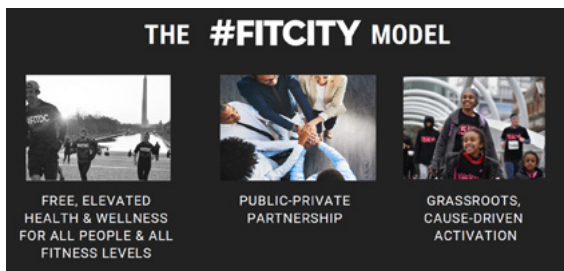 THE #FITCITY MODEL
FREE, ELEVATED
HEALTH & WELLNESS
FOR ALL PEOPLE & ALL
FITNESS LEVELS
PUBLIC-PRIVATE
PARTNERSHIP
GRASSROOTS,
CAUSE-DRIVEN
ACTIVATION